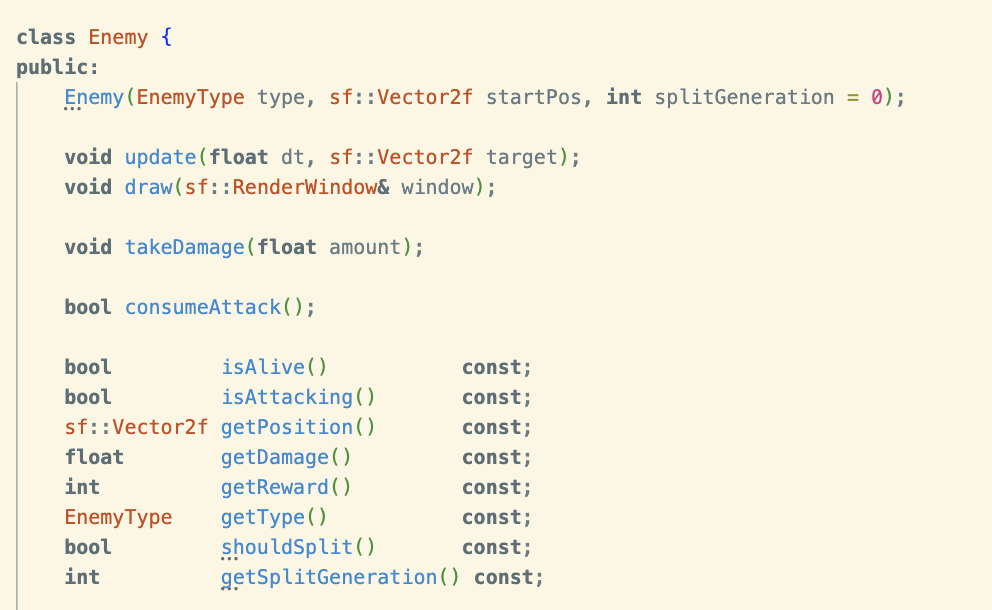 class Enemy {
public:
    Enemy(EnemyType type, sf::Vector2f startPos, int splitGeneration = 0);

    void update(float dt, sf::Vector2f target);
    void draw(sf::RenderWindow& window);

    void takeDamage(float amount);

    bool consumeAttack();

    bool         isAlive()           const;
    bool         isAttacking()       const;
    sf::Vector2f getPosition()       const;
    float        getDamage()         const;
    int          getReward()         const;
    EnemyType    getType()           const;
    bool         shouldSplit()       const;
    int          getSplitGeneration() const;